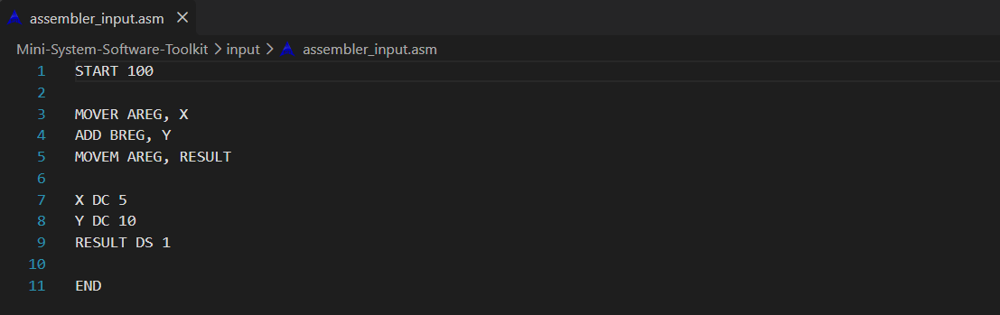 assembler_input.asm
Mini-System-Software-Toolkit > input > assembler_input.asm
1 START 100
2
3 MOVER AREG, X
4 ADD BREG, Y
5 MOVEM AREG, RESULT
6
7 X DC 5
8 Y DC 10
9 RESULT DS 1
10
11 END